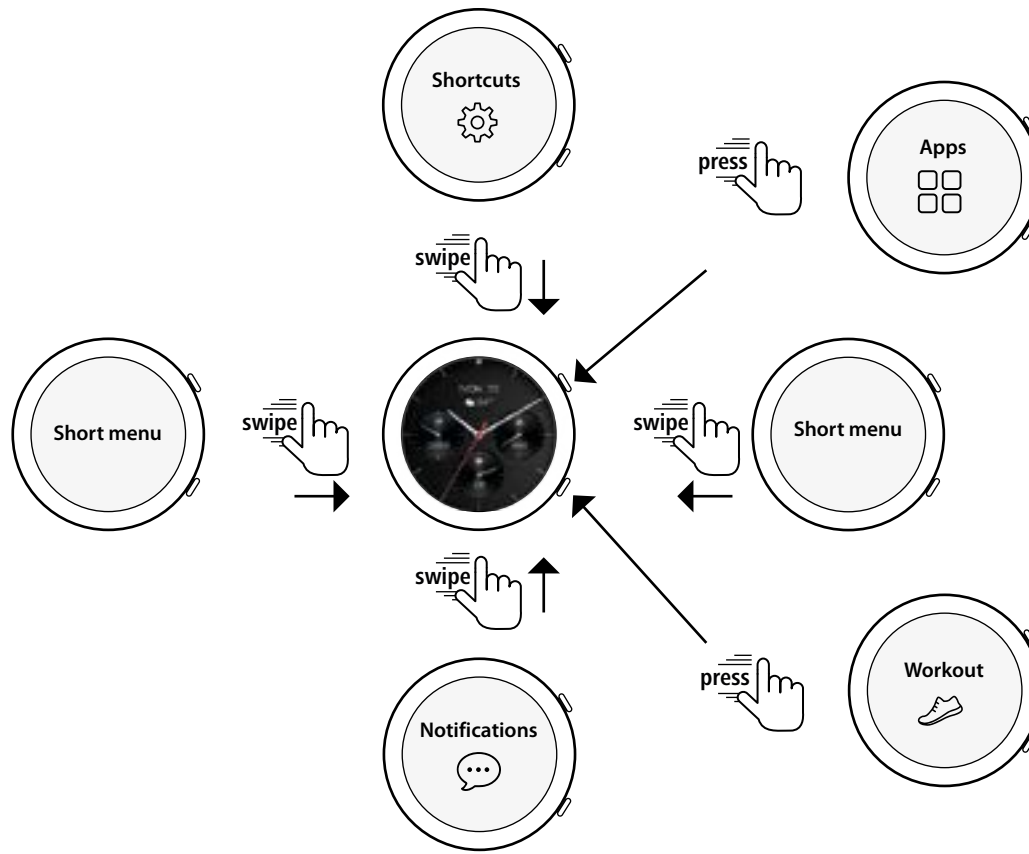 Shortcuts
press
Apps
swipe
Short menu
swipe
swipe
Short menu
swipe
Notifications
press
Workout